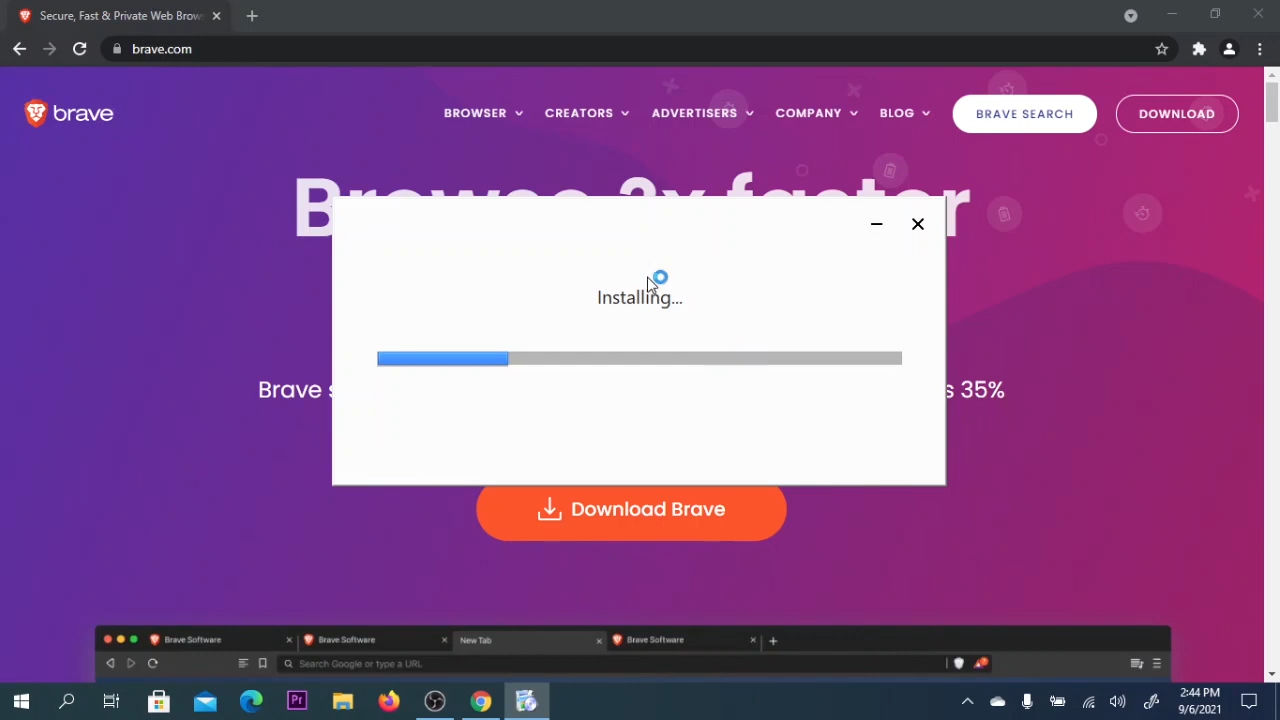 Secure, Fast & Private Web Brow
brave.com
brave
BROWSER
CREATORS
ADVERTISERS
COMPANY
BLOG
BRAVE SEARCH
DOWNLOAD
Installing...
Brave s
s 35%
Download Brave
Brave Software
Brave Software
New Tab
Brave Software
Search Google or type a URL
Pr
2:44 PM
9/6/2021